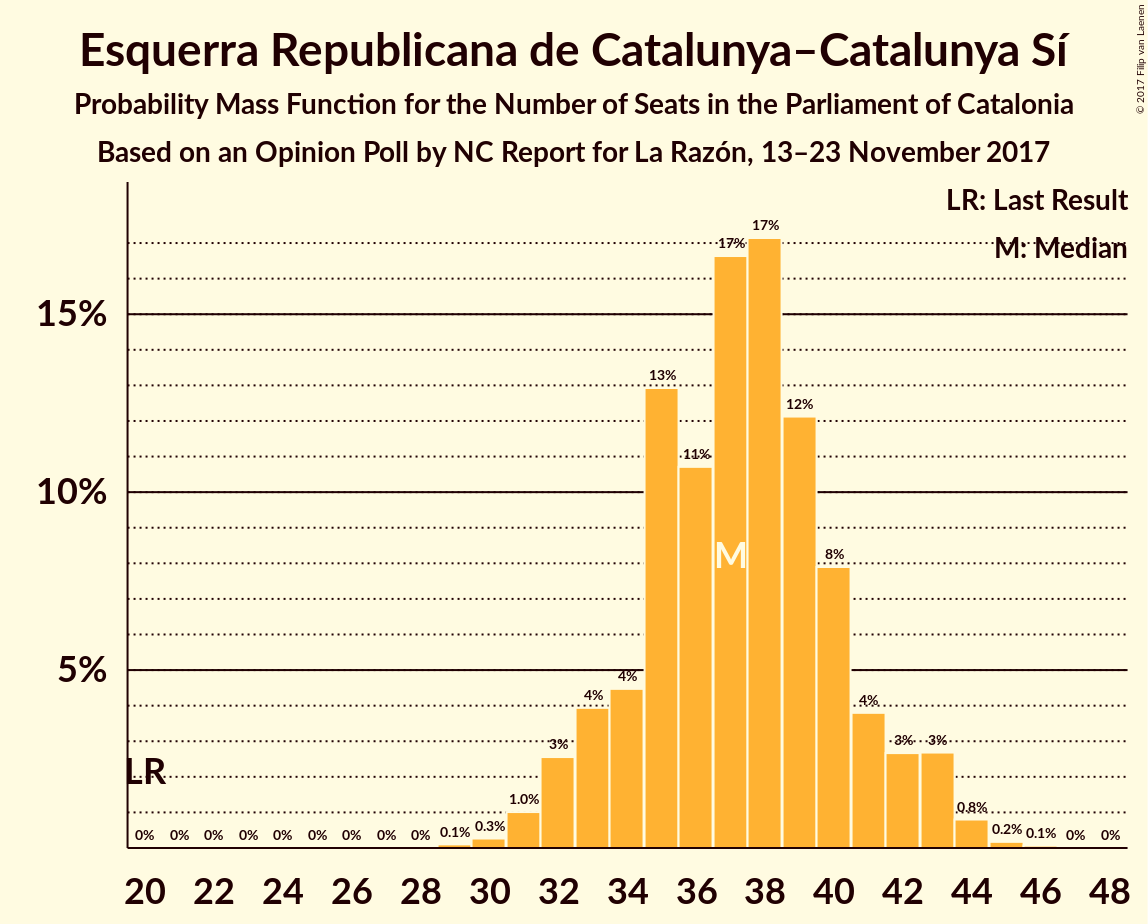 Esquerra Republicana de Catalunya–Catalunya Sí
Probability Mass Function for the Number of Seats in the Parliament of Catalonia
Based on an Opinion Poll by NC Report for La Razón, 13–23 November 2017
© 2017 Filip van Laenen
LR: Last Result
M: Median
15%
10%
5%
LR
M
0% 0% 0% 0% 0% 0% 0% 0% 0% 0.1% 0.3% 1.0% 3% 4% 4% 13% 11% 17% 17% 12% 8% 4% 3% 3% 0.8% 0.2% 0.1% 0% 0%
20 22 24 26 28 30 32 34 36 38 40 42 44 46 48